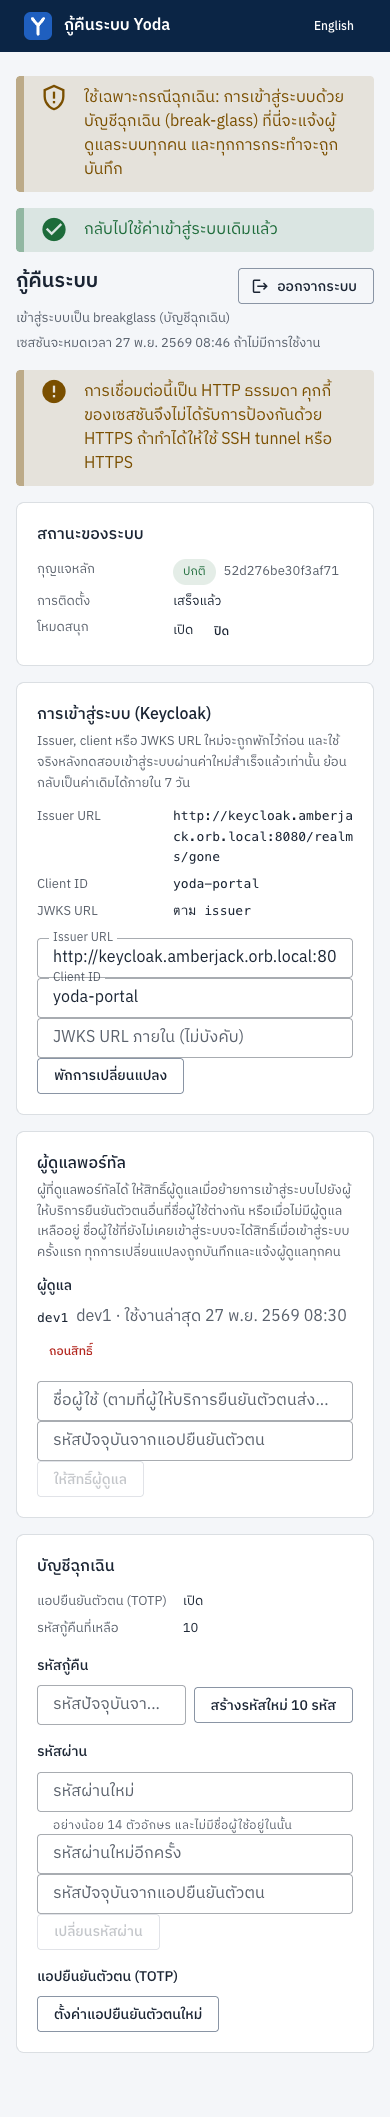 กู้คืนระบบ Yoda
English
ใช้เฉพาะกรณีฉุกเฉิน: การเข้าสู่ระบบด้วย
บัญชีฉุกเฉิน (break-glass) ที่นี่จะแจ้งผู้
ดูแลระบบทุกคน และทุกการกระทำจะถูก
บันทึก
กลับไปใช้ค่าเข้าสู่ระบบเดิมแล้ว
กู้คืนระบบ
ออกจากระบบ
เข้าสู่ระบบเป็น breakglass (บัญชีฉุกเฉิน)
เซสชันจะหมดเวลา 27 พ.ย. 2569 08:46 ถ้าไม่มีการใช้งาน
การเชื่อมต่อนี้เป็น HTTP ธรรมดา คุกกี้
ของเซสชันจึงไม่ได้รับการป้องกันด้วย
HTTPS ถ้าทำได้ให้ใช้ SSH tunnel หรือ
HTTPS
สถานะของระบบ
กุญแจหลัก ปกติ 52d276be30f3af71
การติดตั้ง เสร็จแล้ว
โหมดสนุก เปิด ปิด
การเข้าสู่ระบบ (Keycloak)
Issuer, client หรือ JWKS URL ใหม่จะถูกพักไว้ก่อน และใช้
จริงหลังทดสอบเข้าสู่ระบบผ่านค่าใหม่สำเร็จแล้วเท่านั้น ย้อน
กลับเป็นค่าเดิมได้ภายใน 7 วัน
Issuer URL http://keycloak.amberja
ck.orb.local:8080/realm
s/gone
Client ID yoda-portal
JWKS URL ตาม issuer
Issuer URL
http://keycloak.amberjack.orb.local:80
Client ID
yoda-portal
JWKS URL ภายใน (ไม่บังคับ)
พักการเปลี่ยนแปลง
ผู้ดูแลพอร์ทัล
ผู้ที่ดูแลพอร์ทัลได้ ให้สิทธิ์ผู้ดูแลเมื่อย้ายการเข้าสู่ระบบไปยังผู้
ให้บริการยืนยันตัวตนอื่นที่ชื่อผู้ใช้ต่างกัน หรือเมื่อไม่มีผู้ดูแล
เหลืออยู่ ชื่อผู้ใช้ที่ยังไม่เคยเข้าสู่ระบบจะได้สิทธิ์เมื่อเข้าสู่ระบบ
ครั้งแรก ทุกการเปลี่ยนแปลงถูกบันทึกและแจ้งผู้ดูแลทุกคน
ผู้ดูแล
dev1 dev1 · ใช้งานล่าสุด 27 พ.ย. 2569 08:30
ถอนสิทธิ์
ชื่อผู้ใช้ (ตามที่ผู้ให้บริการยืนยันตัวตนส่ง...
รหัสปัจจุบันจากแอปยืนยันตัวตน
ให้สิทธิ์ผู้ดูแล
บัญชีฉุกเฉิน
แอปยืนยันตัวตน (TOTP) เปิด
รหัสกู้คืนที่เหลือ 10
รหัสกู้คืน
รหัสปัจจุบันจา...
สร้างรหัสใหม่ 10 รหัส
รหัสผ่าน
รหัสผ่านใหม่
อย่างน้อย 14 ตัวอักษร และไม่มีชื่อผู้ใช้อยู่ในนั้น
รหัสผ่านใหม่อีกครั้ง
รหัสปัจจุบันจากแอปยืนยันตัวตน
เปลี่ยนรหัสผ่าน
แอปยืนยันตัวตน (TOTP)
ตั้งค่าแอปยืนยันตัวตนใหม่